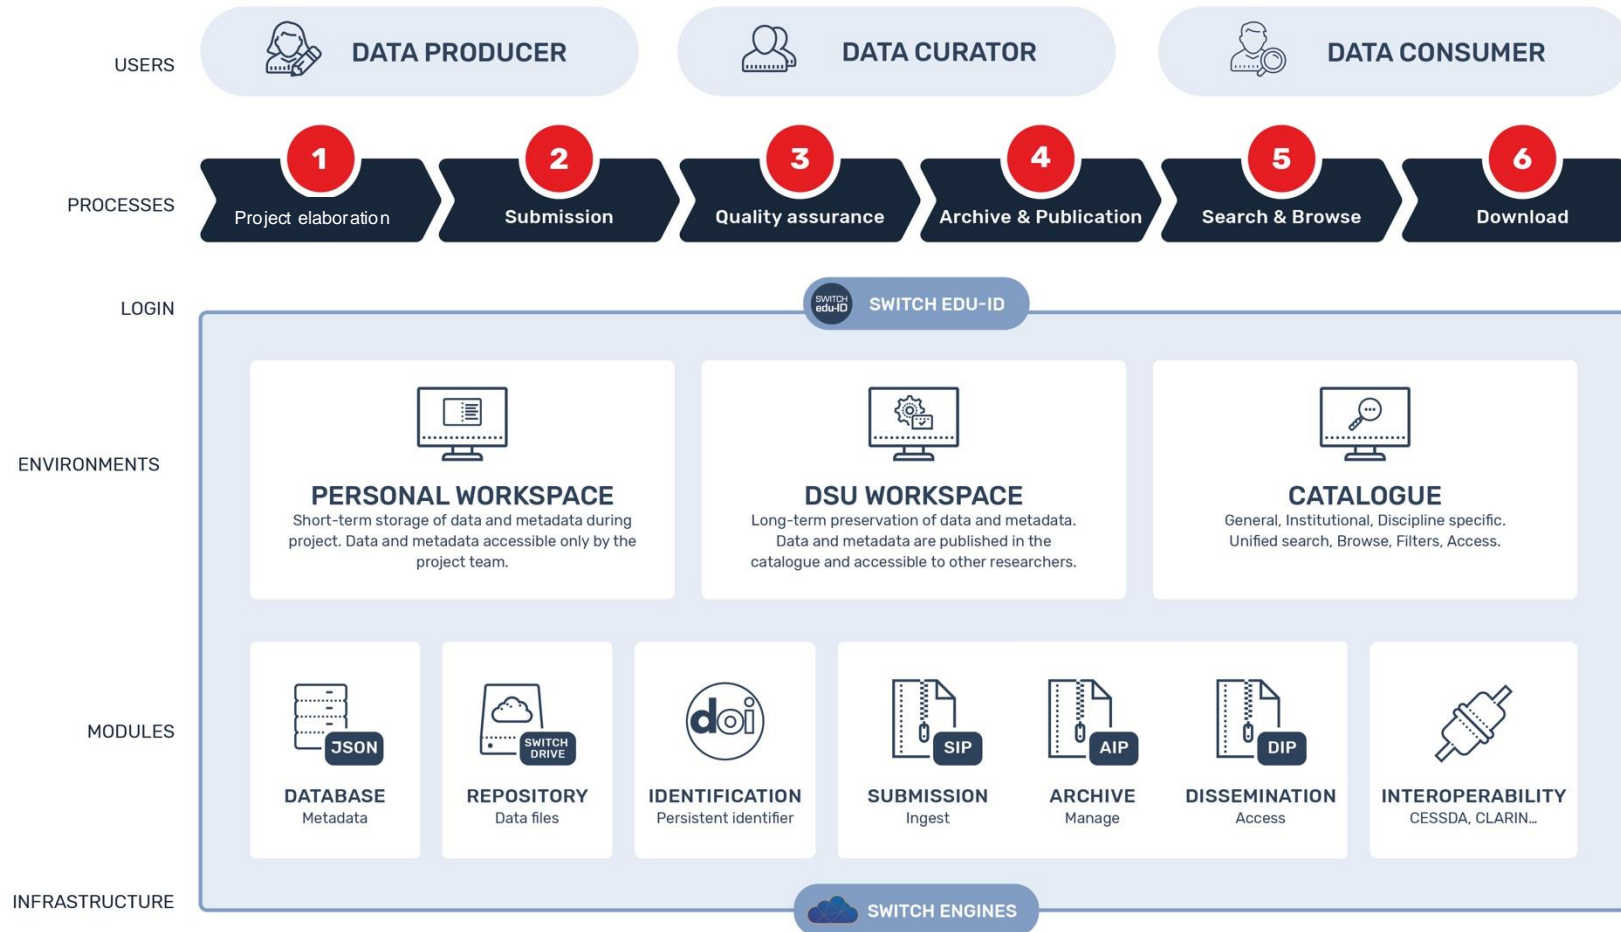 USERS
DATA PRODUCER
DATA CURATOR
DATA CONSUMER
PROCESSES
1
Project elaboration
2
Submission
3
Quality assurance
4
Archive & Publication
5
Search & Browse
6
Download
LOGIN
SWITCH
edu-ID
SWITCH EDU-ID
ENVIRONMENTS
PERSONAL WORKSPACE
Short-term storage of data and metadata during
project. Data and metadata accessible only by the
project team.
DSU WORKSPACE
Long-term preservation of data and metadata.
Data and metadata are published in the
catalogue and accessible to other researchers.
CATALOGUE
General, Institutional, Discipline specific.
Unified search, Browse, Filters, Access.
MODULES
JSON
DATABASE
Metadata
SWITCH
DRIVE
REPOSITORY
Data files
doi
IDENTIFICATION
Persistent identifier
SIP
SUBMISSION
Ingest
AIP
ARCHIVE
Manage
DIP
DISSEMINATION
Access
INTEROPERABILITY
CESSDA, CLARIN...
INFRASTRUCTURE
SWITCH ENGINES